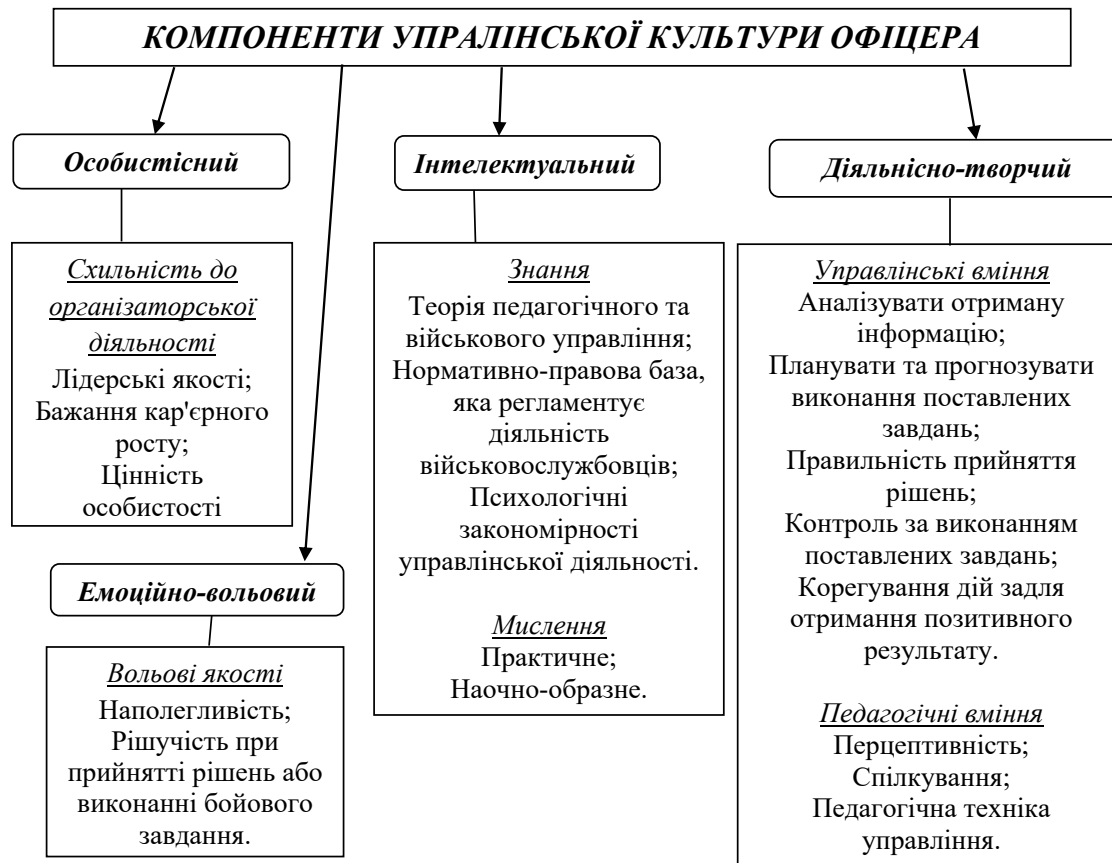 КОМПОНЕНТИ УПРАЛІНСЬКОЇ КУЛЬТУРИ ОФІЦЕРА
Особистісний
Схильність до
організаторської
діяльності
Лідерські якості;
Бажання кар'єрного
росту;
Цінність
особистості
Емоційно-вольовий
Вольові якості
Наполегливість;
Рішучість при
прийнятті рішень або
виконанні бойового
завдання.
Інтелектуальний
Знання
Теорія педагогічного та
військового управління;
Нормативно-правова база,
яка регламентує
діяльність
військовослужбовців;
Психологічні
закономірності
управлінської діяльності.
Мислення
Практичне;
Наочно-образне.
Діяльнісно-творчий
Управлінські вміння
Аналізувати отриману
інформацію;
Планувати та прогнозувати
виконання поставлених
завдань;
Правильність прийняття
рішень;
Контроль за виконанням
поставлених завдань;
Корегування дій задля
отримання позитивного
результату.
Педагогічні вміння
Перцептивність;
Спілкування;
Педагогічна техніка
управління.